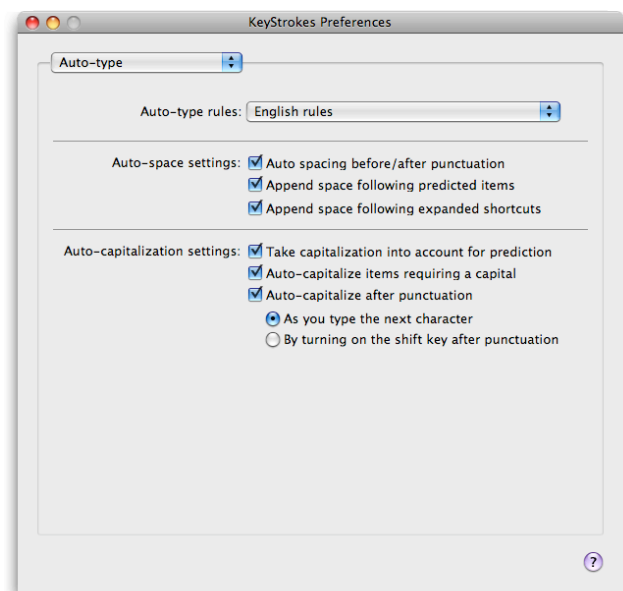 KeyStrokes Preferences
Auto-type
Auto-type rules: English rules
Auto-space settings: Auto spacing before/after punctuation
Append space following predicted items
Append space following expanded shortcuts
Auto-capitalization settings: Take capitalization into account for prediction
Auto-capitalize items requiring a capital
Auto-capitalize after punctuation
As you type the next character
By turning on the shift key after punctuation
?